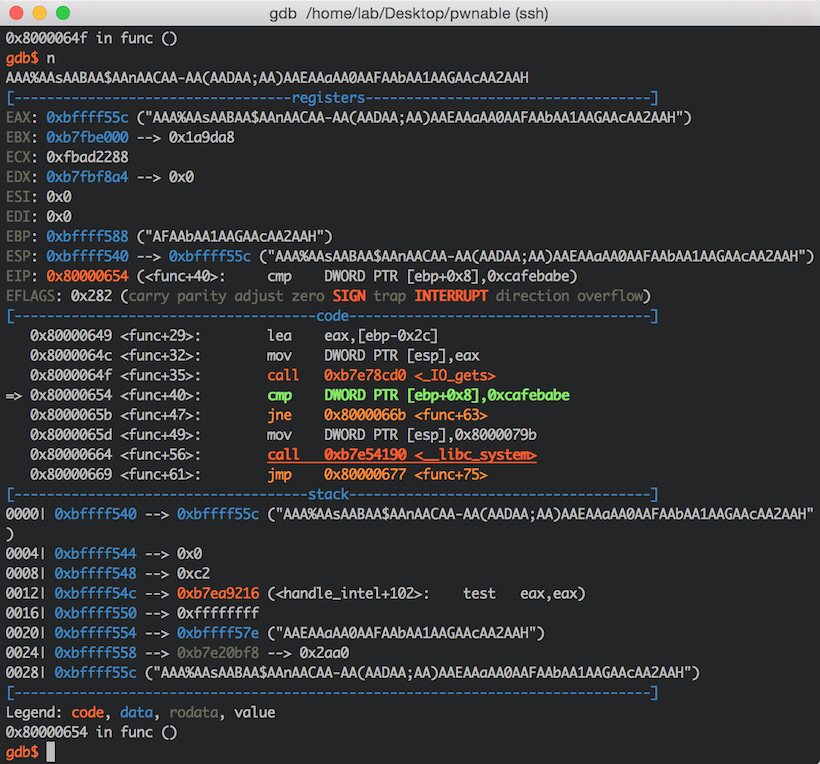 gdb /home/lab/Desktop/pwnable (ssh)
0x8000064f in func ()
gdb$ n
AAA%AAsAABAA$AAnAACAA-AA(AADAA;AA)AAEAAaAA0AAFAAbAA1AAGAAcAA2AAH
[----------------------------------registers-----------------------------------]
EAX: 0xbffff55c ("AAA%AAsAABAA$AAnAACAA-AA(AADAA;AA)AAEAAaAA0AAFAAbAA1AAGAAcAA2AAH")
EBX: 0xb7fbe000 --> 0x1a9da8
ECX: 0xfbad2288
EDX: 0xb7fbf8a4 --> 0x0
ESI: 0x0
EDI: 0x0
EBP: 0xbffff588 ("AFAAbAA1AAGAAcAA2AAH")
ESP: 0xbffff540 --> 0xbffff55c ("AAA%AAsAABAA$AAnAACAA-AA(AADAA;AA)AAEAAaAA0AAFAAbAA1AAGAAcAA2AAH")
EIP: 0x80000654 (<func+40>: cmp DWORD PTR [ebp+0x8],0xcafebabe)
EFLAGS: 0x282 (carry parity adjust zero SIGN trap INTERRUPT direction overflow)
[-------------------------------------code-------------------------------------]
0x80000649 <func+29>: lea eax,[ebp-0x2c]
0x8000064c <func+32>: mov DWORD PTR [esp],eax
0x8000064f <func+35>: call 0xb7e78cd0 <_IO_gets>
=> 0x80000654 <func+40>: cmp DWORD PTR [ebp+0x8],0xcafebabe
0x8000065b <func+47>: jne 0x8000066b <func+63>
0x8000065d <func+49>: mov DWORD PTR [esp],0x8000079b
0x80000664 <func+56>: call 0xb7e54190 <__libc_system>
0x80000669 <func+61>: jmp 0x80000677 <func+75>
[------------------------------------stack-------------------------------------]
0000| 0xbffff540 --> 0xbffff55c ("AAA%AAsAABAA$AAnAACAA-AA(AADAA;AA)AAEAAaAA0AAFAAbAA1AAGAAcAA2AAH"
)
0004| 0xbffff544 --> 0x0
0008| 0xbffff548 --> 0xc2
0012| 0xbffff54c --> 0xb7ea9216 (<handle_intel+102>: test eax,eax)
0016| 0xbffff550 --> 0xffffffff
0020| 0xbffff554 --> 0xbffff57e ("AAEAAaAA0AAFAAbAA1AAGAAcAA2AAH")
0024| 0xbffff558 --> 0xb7e20bf8 --> 0x2aa0
0028| 0xbffff55c ("AAA%AAsAABAA$AAnAACAA-AA(AADAA;AA)AAEAAaAA0AAFAAbAA1AAGAAcAA2AAH")
[------------------------------------------------------------------------------]
Legend: code, data, rodata, value
0x80000654 in func ()
gdb$